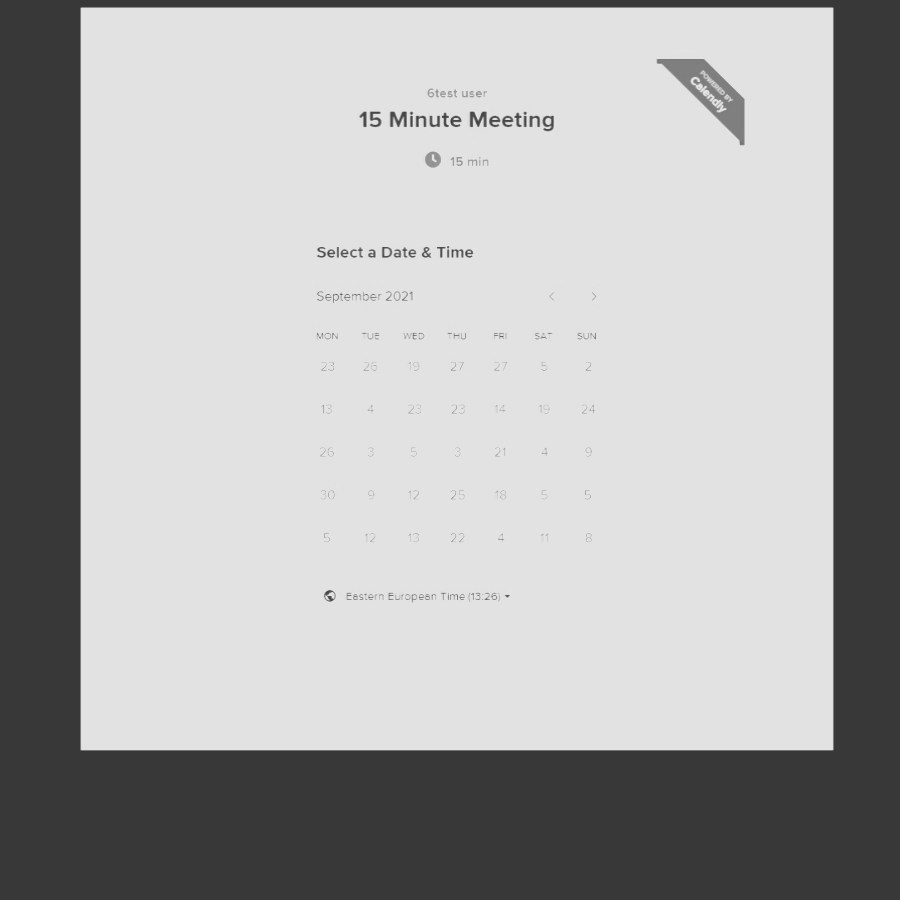 POWERED BY
Calendly
6test user
15 Minute Meeting
15 min
Select a Date & Time
September 2021
MON TUE WED THU FRI SAT SUN
23 26 19 27 27 5 2
13 4 23 23 14 19 24
26 3 5 3 21 4 9
30 9 12 25 18 5 5
5 12 13 22 4 11 8
Eastern European Time (13:26)